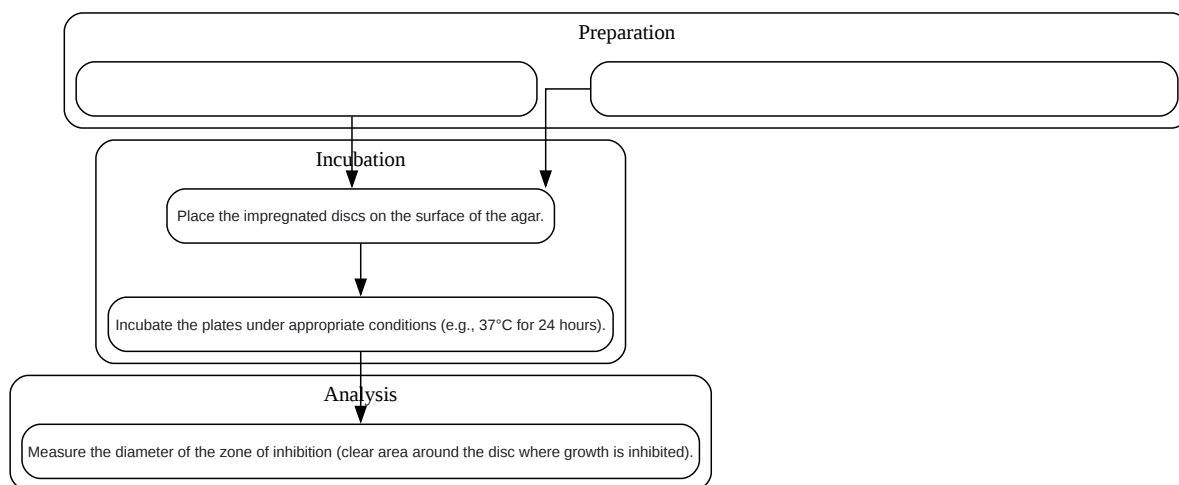 Preparation
Incubation
Place the impregnated discs on the surface of the agar.
Incubate the plates under appropriate conditions (e.g., 37°C for 24 hours).
Analysis
Measure the diameter of the zone of inhibition (clear area around the disc where growth is inhibited).